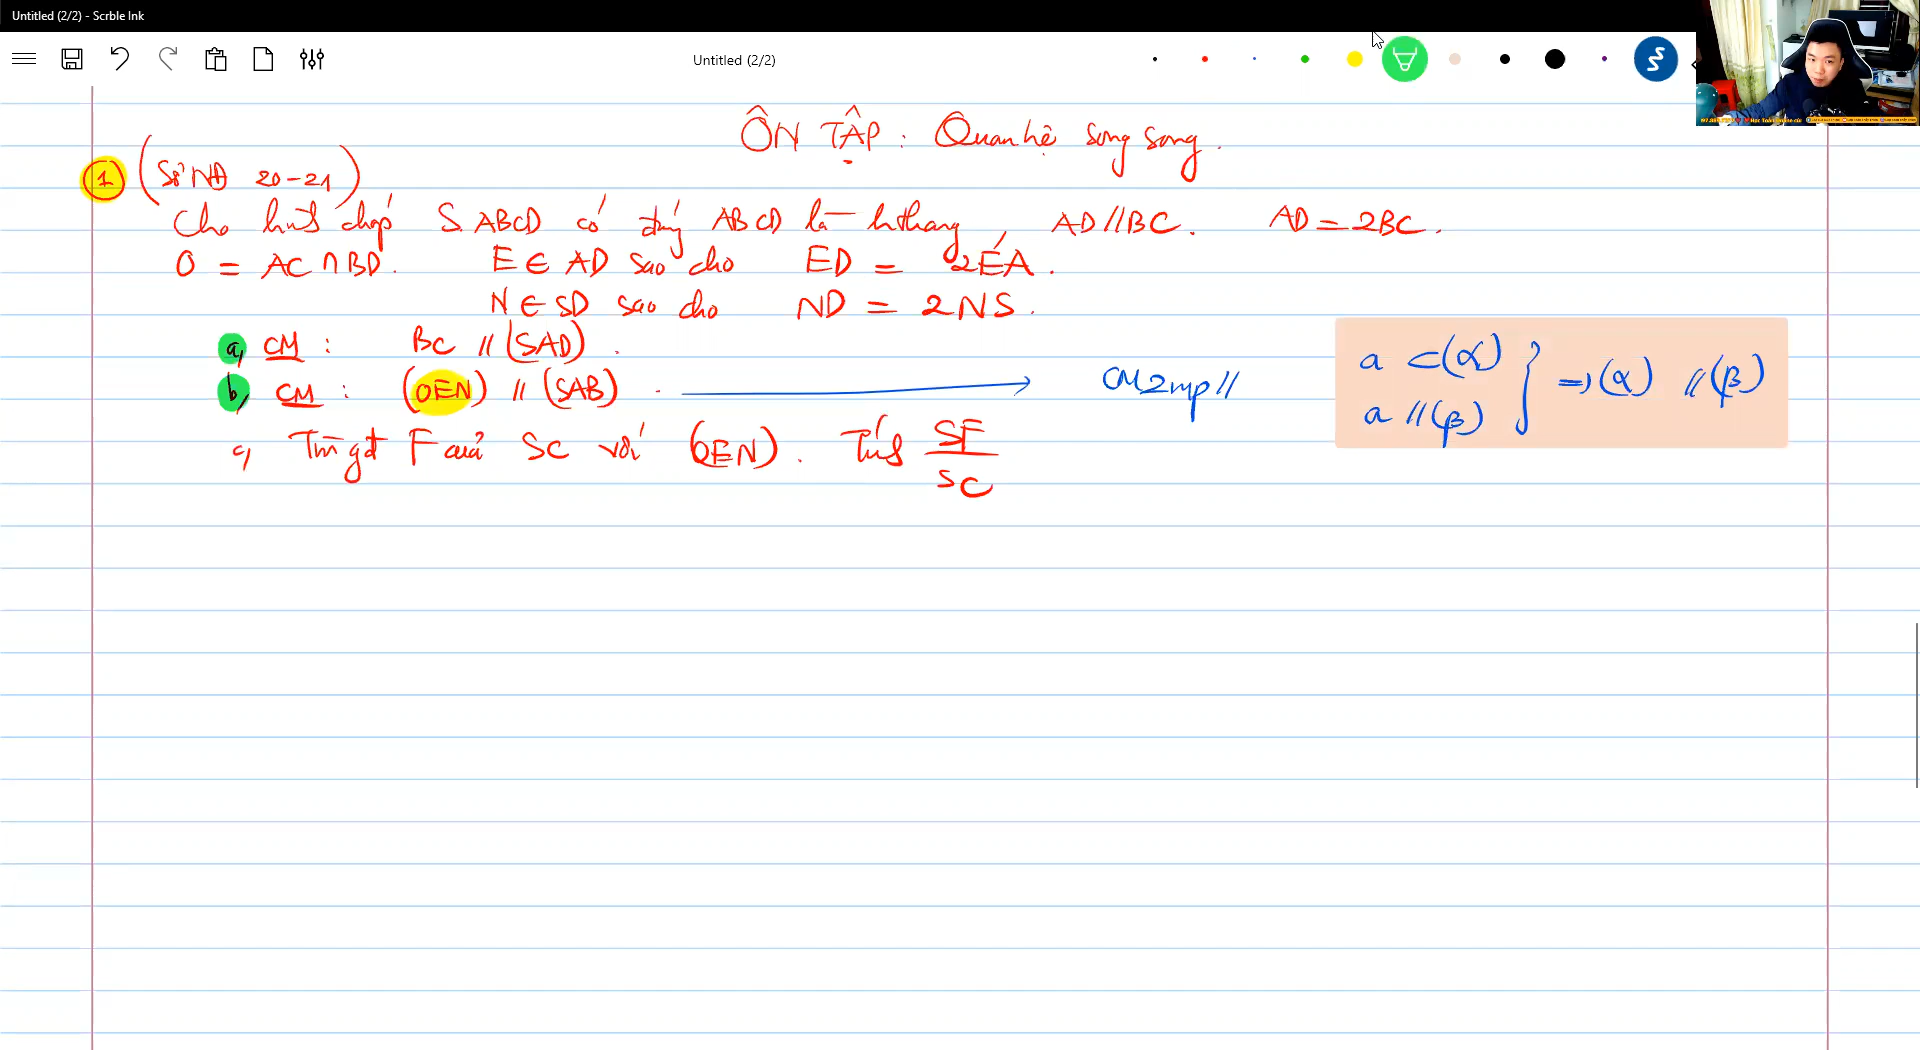 Untitled (2/2) - Scrble Ink
Untitled (2/2)
ÔN TẬP : Quan hệ song song.
1 (Sở NĐ 20-21)
Cho hình chóp S.ABCD có đáy ABCD là hthang, AD//BC. AD = 2BC.
O = AC ∩ BD. E ∈ AD sao cho ED = 2EA.
N ∈ SD sao cho ND = 2NS.
a, CM : BC // (SAD).
b, CM : (OEN) // (SAB). → CM 2mp //
a ⊂ (α)
a // (β)
} => (α) // (β)
c, Tìm gđ F của SC với (OEN). Tính SF/SC